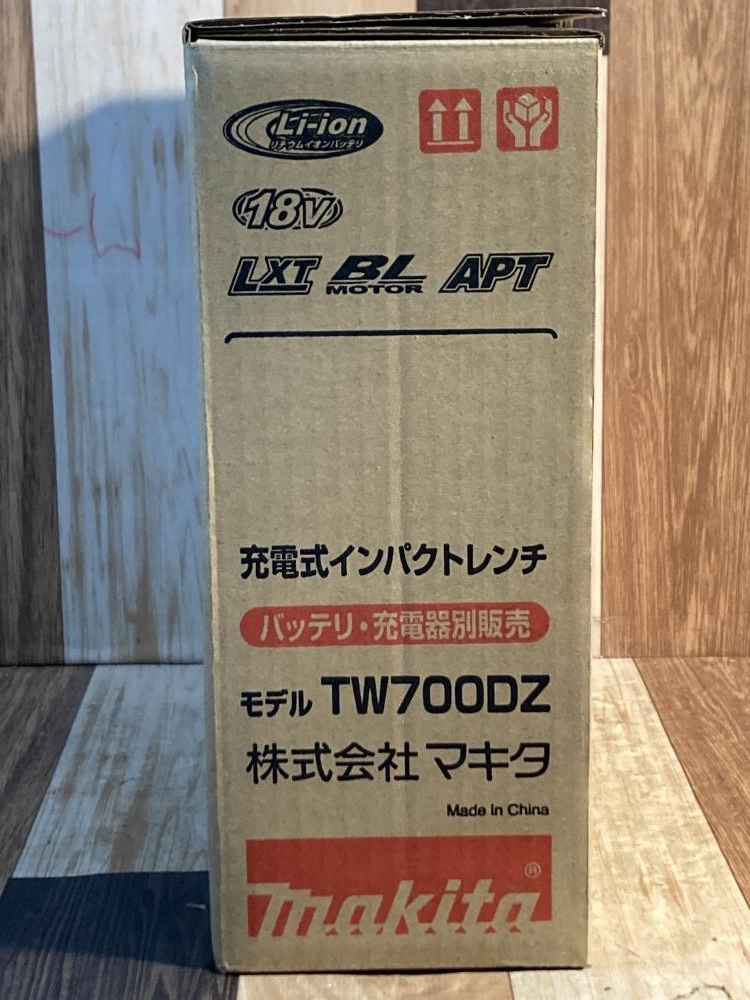 Li-ion
リチウムイオンバッテリ
18V
LXT BL MOTOR APT
充電式インパクトレンチ
バッテリ・充電器別販売
モデル TW700DZ
株式会社マキタ
Made in China
makita®